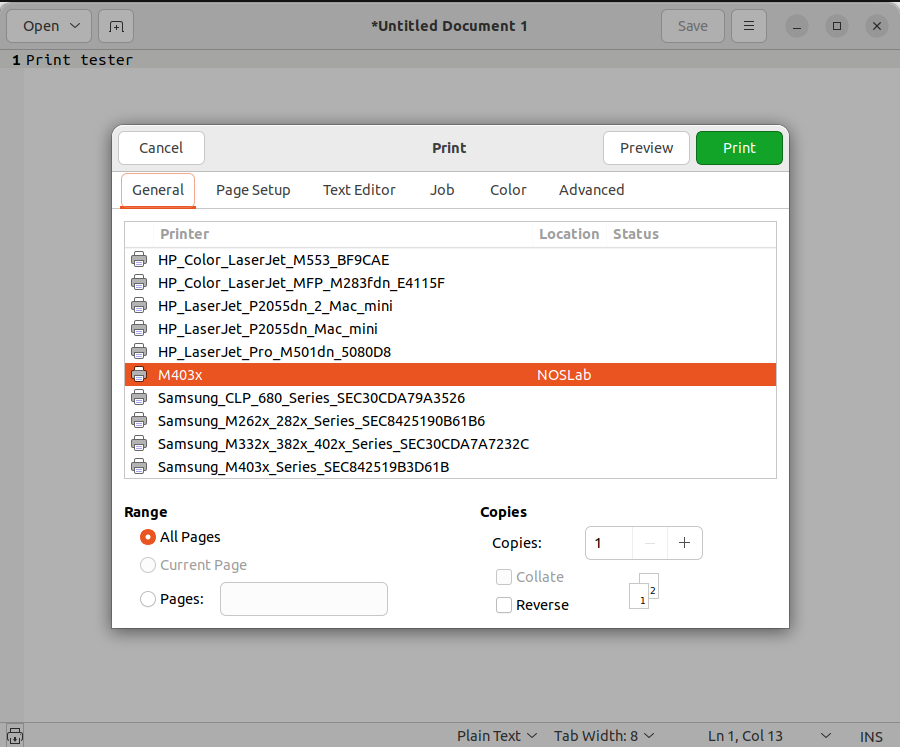 Open
*Untitled Document 1
Save
1 Print tester
Cancel
Print
Preview
Print
General
Page Setup
Text Editor
Job
Color
Advanced
Printer Location Status
HP_Color_LaserJet_M553_BF9CAE
HP_Color_LaserJet_MFP_M283fdn_E4115F
HP_LaserJet_P2055dn_2_Mac_mini
HP_LaserJet_P2055dn_Mac_mini
HP_LaserJet_Pro_M501dn_5080D8
M403x NOSLab
Samsung_CLP_680_Series_SEC30CDA79A3526
Samsung_M262x_282x_Series_SEC8425190B61B6
Samsung_M332x_382x_402x_Series_SEC30CDA7A7232C
Samsung_M403x_Series_SEC842519B3D61B
Range
All Pages
Current Page
Pages:
Copies
Copies: 1
Collate
Reverse
1 2
Plain Text
Tab Width: 8
Ln 1, Col 13
INS